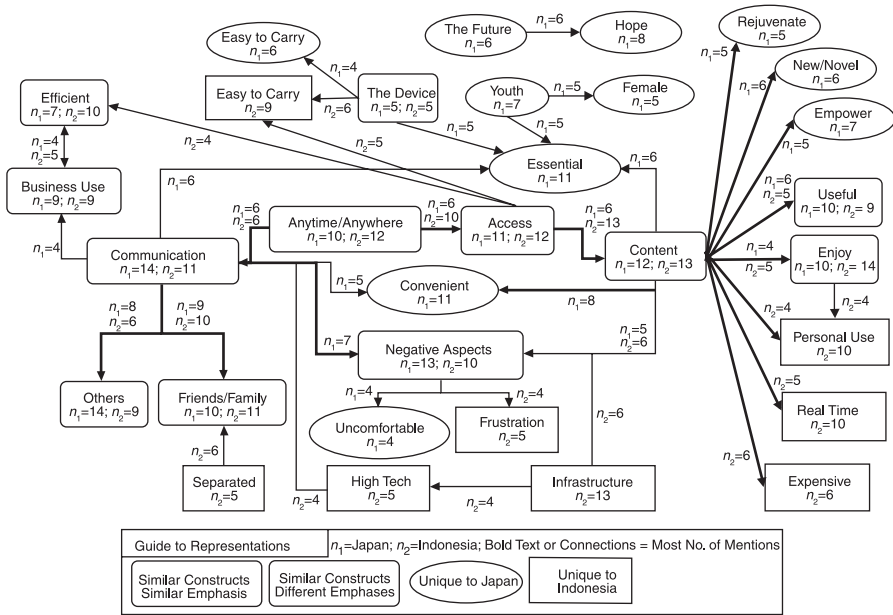 The Future
n1=6
n1=6
Hope
n1=8
Rejuvenate
n1=5
Easy to Carry
n1=6
n1=4
New/Novel
n1=6
Efficient
n1=7; n2=10
Easy to Carry
n2=9
n2=6
The Device
n1=5; n2=5
Youth
n1=7
n1=5
Female
n1=5
n1=5
n1=6
Empower
n1=7
n1=5
n2=4
n2=5
n1=5
n1=5
n1=4
n2=5
Essential
n1=11
n1=6
n1=6
Business Use
n1=9; n2=9
n1=6
n2=5
Useful
n1=10; n2= 9
n1=4
n1=6
n2=6
Anytime/Anywhere
n1=10; n2=12
n1=6
n2=10
Access
n1=11; n2=12
n1=6
n2=13
Communication
n1=14; n2=11
Content
n1=12; n2=13
n1=4
n2=5
Enjoy
n1=10; n2= 14
n1=5
Convenient
n1=11
n1=8
n2=4
n2=4
n1=8
n2=6
n1=9
n2=10
n1=7
Negative Aspects
n1=13; n2=10
n1=5
n2=6
Personal Use
n2=10
Others
n1=14; n2=9
Friends/Family
n1=10; n2=11
n1=4
n2=4
n2=5
Uncomfortable
n1=4
Frustration
n2=5
n2=6
Real Time
n2=10
n2=6
n2=6
Separated
n2=5
n2=4
High Tech
n2=5
n2=4
Infrastructure
n2=13
Expensive
n2=6
Guide to Representations
n1=Japan; n2=Indonesia; Bold Text or Connections = Most No. of Mentions
Similar Constructs
Similar Emphasis
Similar Constructs
Different Emphases
Unique to Japan
Unique to
Indonesia